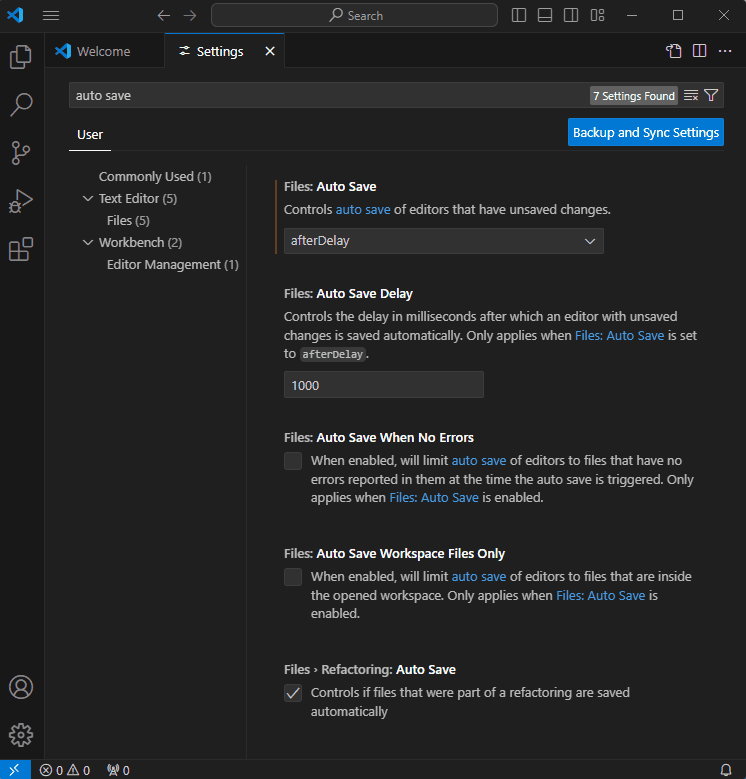 Search
Welcome
Settings
auto save
7 Settings Found
User
Backup and Sync Settings
Commonly Used (1)
Text Editor (5)
Files (5)
Workbench (2)
Editor Management (1)
Files: Auto Save
Controls auto save of editors that have unsaved changes.
afterDelay
Files: Auto Save Delay
Controls the delay in milliseconds after which an editor with unsaved
changes is saved automatically. Only applies when Files: Auto Save is set
to afterDelay.
1000
Files: Auto Save When No Errors
When enabled, will limit auto save of editors to files that have no
errors reported in them at the time the auto save is triggered. Only
applies when Files: Auto Save is enabled.
Files: Auto Save Workspace Files Only
When enabled, will limit auto save of editors to files that are inside
the opened workspace. Only applies when Files: Auto Save is
enabled.
Files › Refactoring: Auto Save
Controls if files that were part of a refactoring are saved
automatically
0 0 0